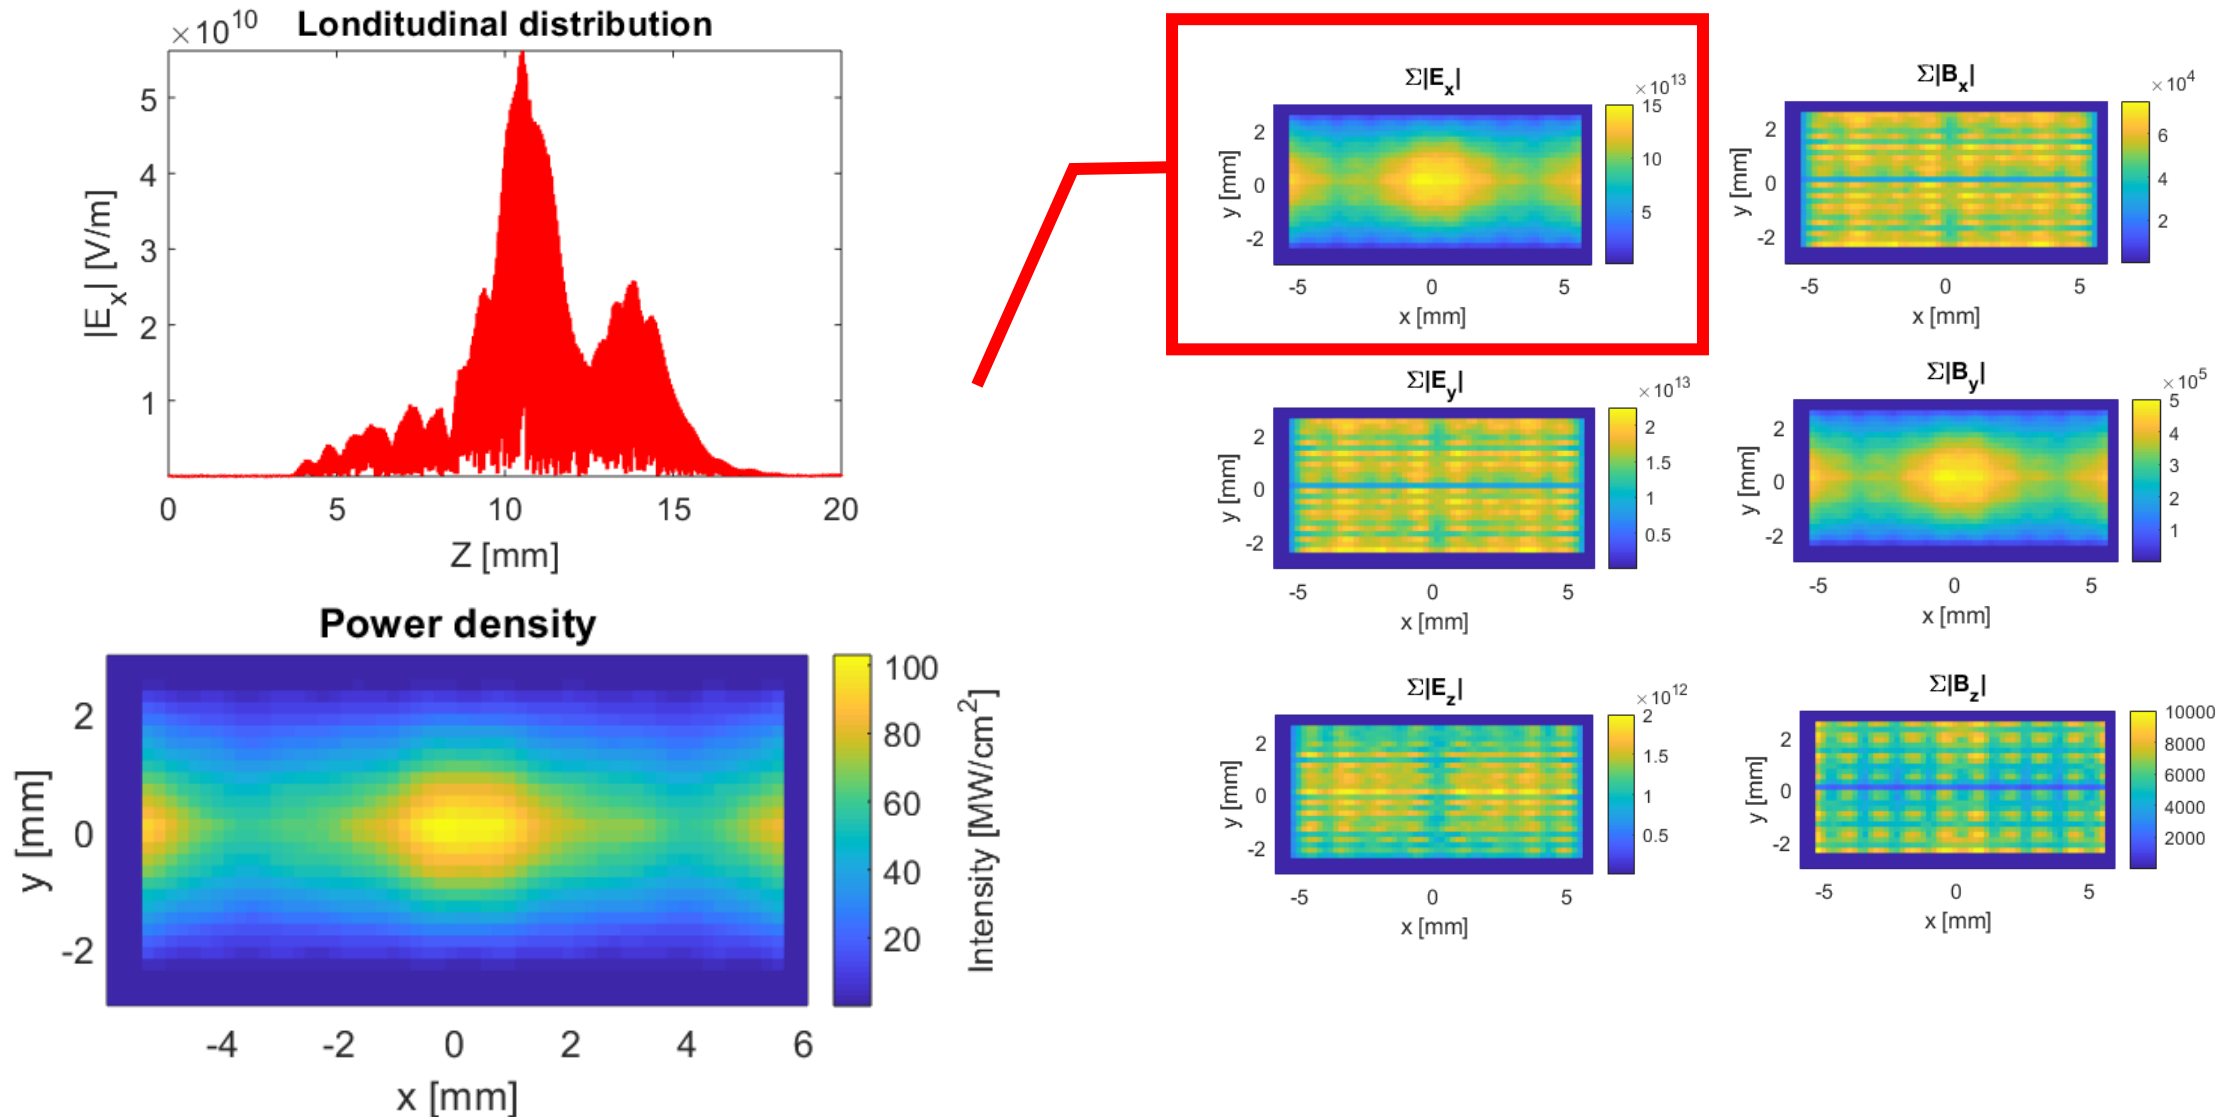 Londitudinal distribution
×10^10
|E_x| [V/m]
5
4
3
2
1
0 5 10 15 20
Z [mm]
Power density
y [mm]
2
0
-2
-4 -2 0 2 4 6
x [mm]
100
80
60
40
20
Intensity [MW/cm^2]
Σ|E_x|
×10^13
y [mm]
2
0
-2
-5 0 5
x [mm]
15
10
5
Σ|B_x|
×10^4
y [mm]
2
0
-2
-5 0 5
x [mm]
6
4
2
Σ|E_y|
×10^13
y [mm]
2
0
-2
-5 0 5
x [mm]
2
1.5
1
0.5
Σ|B_y|
×10^5
y [mm]
2
0
-2
-5 0 5
x [mm]
5
4
3
2
1
Σ|E_z|
×10^12
y [mm]
2
0
-2
-5 0 5
x [mm]
2
1.5
1
0.5
Σ|B_z|
y [mm]
2
0
-2
-5 0 5
x [mm]
10000
8000
6000
4000
2000